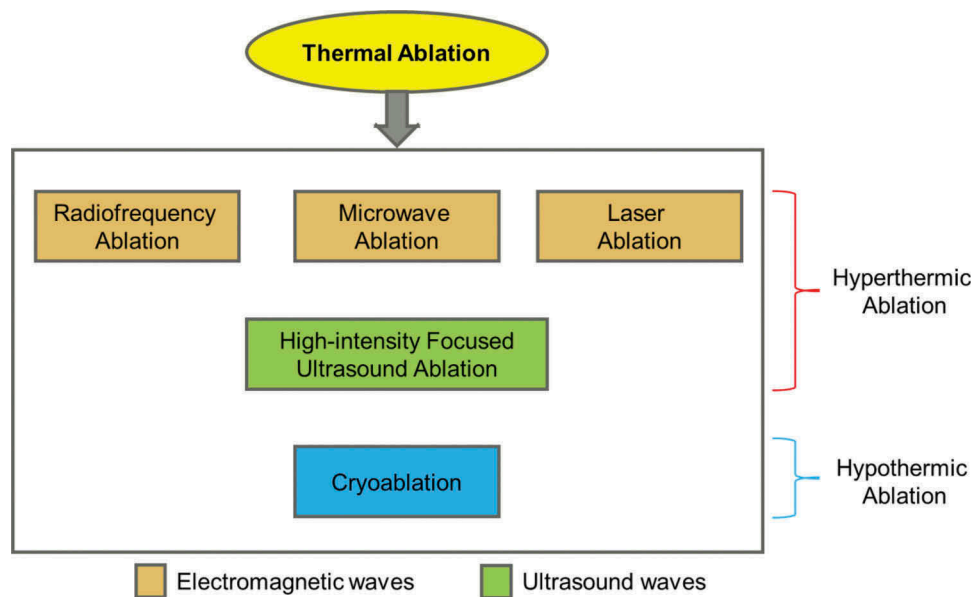 Thermal Ablation
Radiofrequency
Ablation
Microwave
Ablation
Laser
Ablation
Hyperthermic
Ablation
High-intensity Focused
Ultrasound Ablation
Cryoablation
Hypothermic
Ablation
Electromagnetic waves
Ultrasound waves